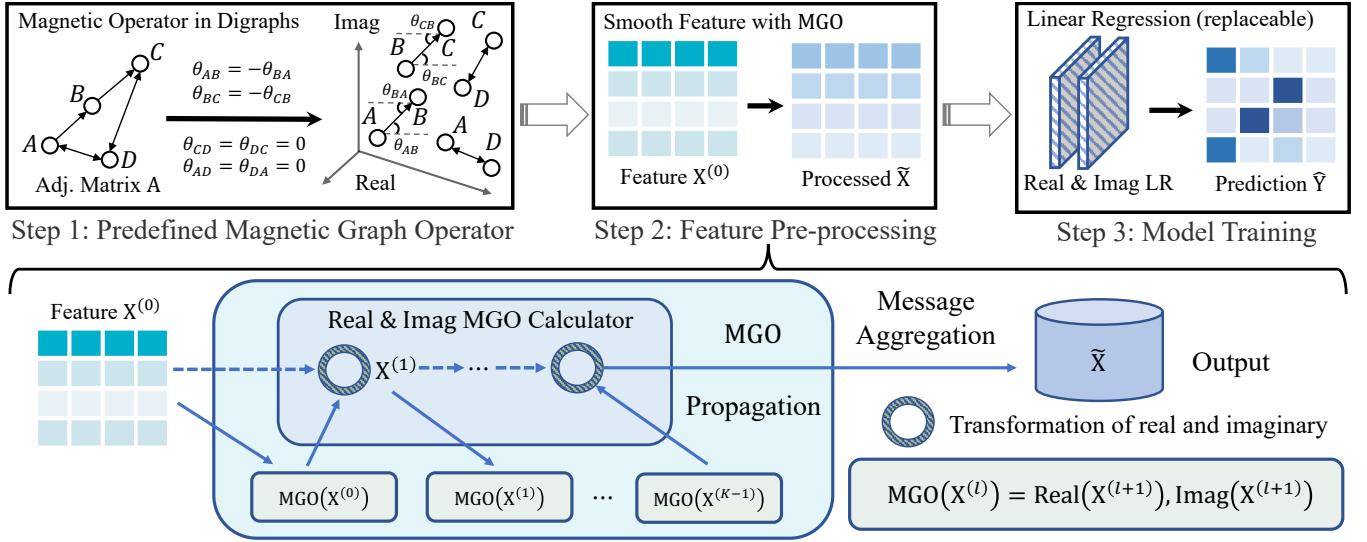 Magnetic Operator in Digraphs
A
B
C
D
Adj. Matrix A
θ_AB = −θ_BA
θ_BC = −θ_CB
θ_CD = θ_DC = 0
θ_AD = θ_DA = 0
Imag
θ_CB
B
C
θ_BC
C
D
θ_BA
A
B
θ_AB
A
D
Real
Step 1: Predefined Magnetic Graph Operator
Smooth Feature with MGO
Feature X^(0)
Processed X̃
Step 2: Feature Pre-processing
Linear Regression (replaceable)
Real & Imag LR
Prediction Ŷ
Step 3: Model Training
Feature X^(0)
Real & Imag MGO Calculator
X^(1)
...
MGO
Propagation
MGO(X^(0))
MGO(X^(1))
...
MGO(X^(K−1))
Message
Aggregation
X̃
Output
Transformation of real and imaginary
MGO(X^(l)) = Real(X^(l+1)), Imag(X^(l+1))